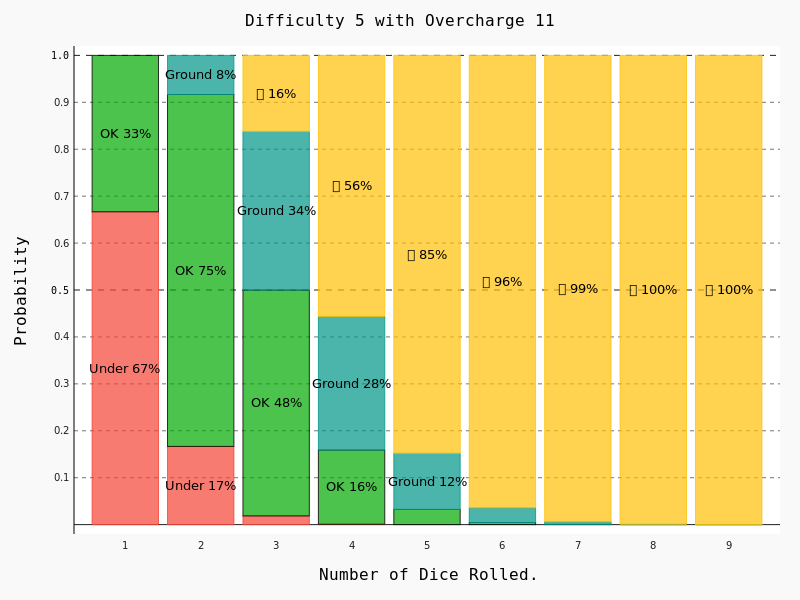 Difficulty 5 with Overcharge 11
Probability
1.0
0.9
0.8
0.7
0.6
0.5
0.4
0.3
0.2
0.1
OK 33%
Under 67%
Ground 8%
OK 75%
Under 17%
▯ 16%
Ground 34%
OK 48%
▯ 56%
Ground 28%
OK 16%
▯ 85%
Ground 12%
▯ 96%
▯ 99%
▯ 100%
▯ 100%
1 2 3 4 5 6 7 8 9
Number of Dice Rolled.